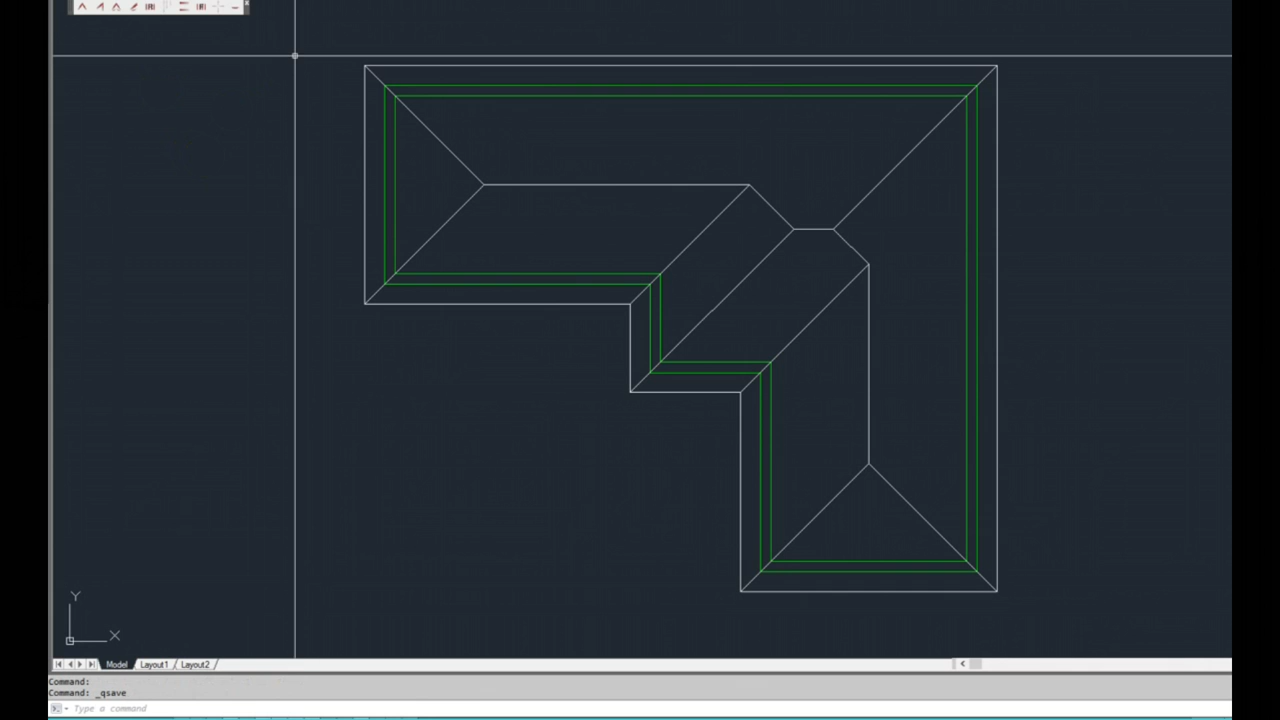 Y
X
Model Layout1 Layout2
Command:
Command: _qsave
Type a command